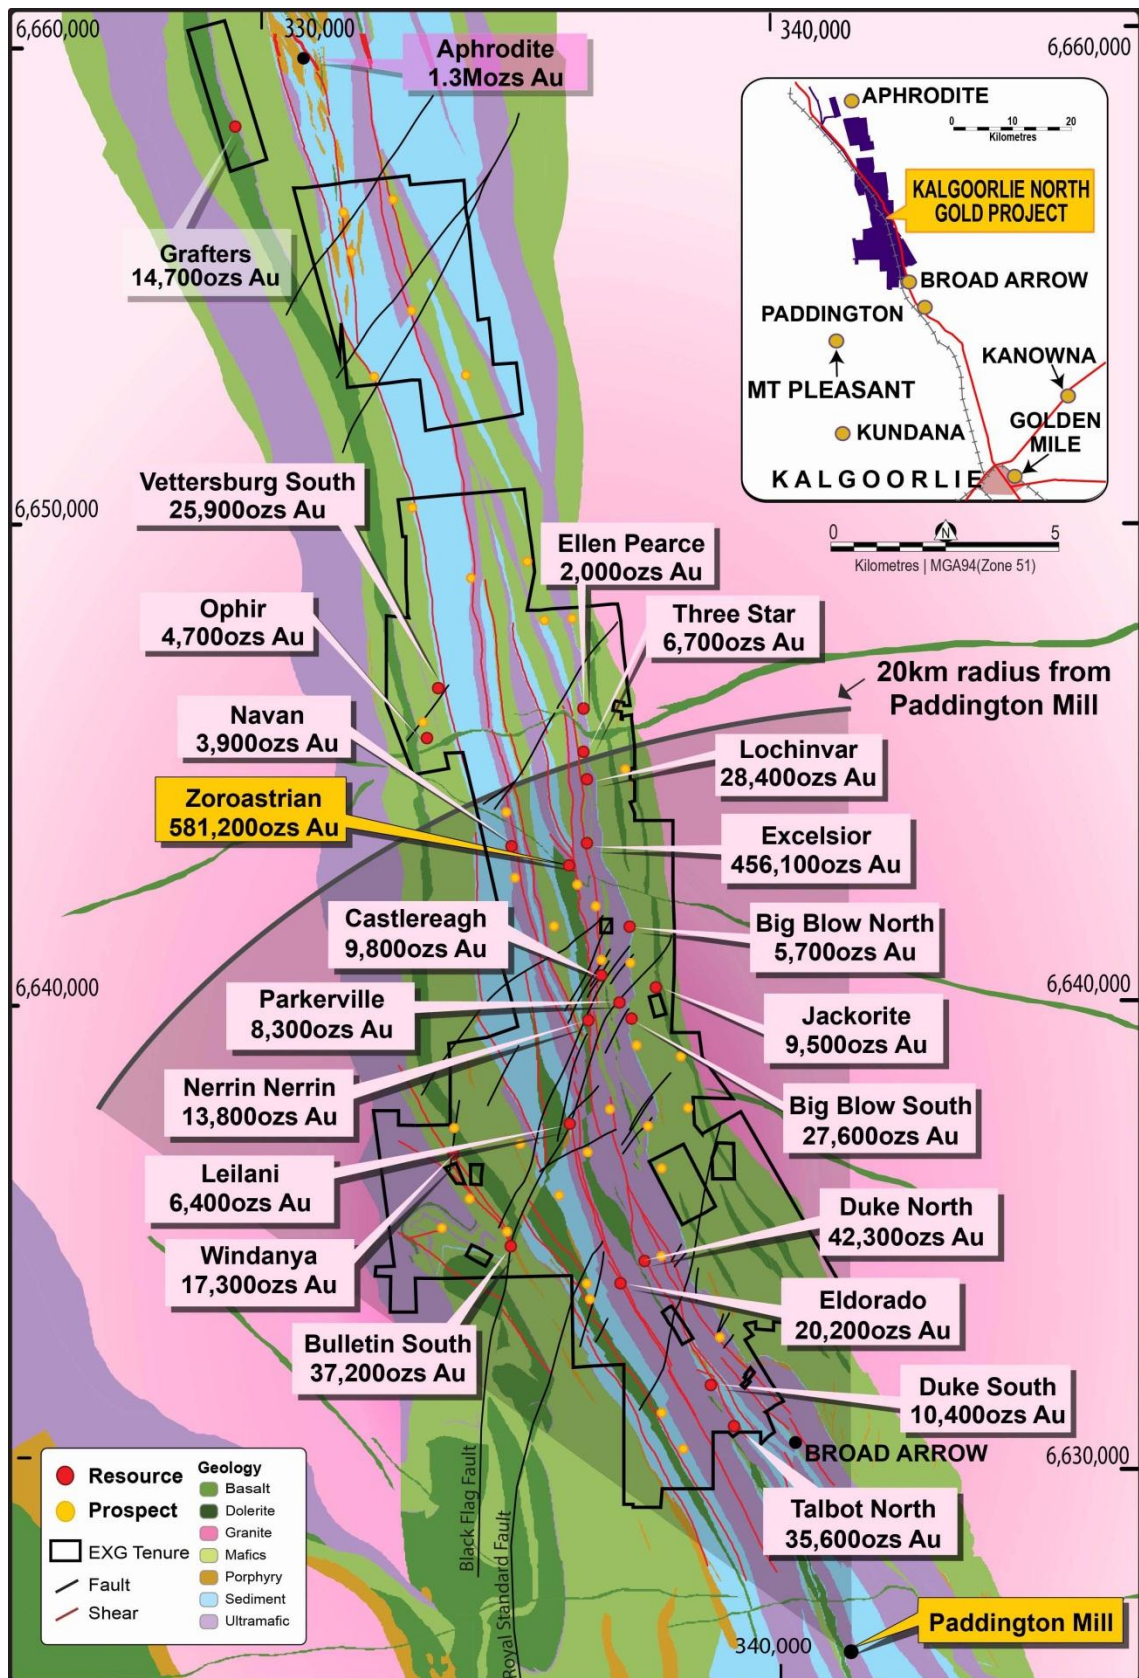 6,660,000
330,000
340,000
6,660,000
Aphrodite
1.3Mozs Au
APHRODITE
0 10 20
Kilometres
KALGOORLIE NORTH
GOLD PROJECT
BROAD ARROW
PADDINGTON
KANOWNA
MT PLEASANT
GOLDEN
MILE
KUNDANA
KALGOORLIE
Grafters
14,700ozs Au
Vettersburg South
25,900ozs Au
6,650,000
0 5
N
Kilometres | MGA94(Zone 51)
Ellen Pearce
2,000ozs Au
Ophir
4,700ozs Au
Three Star
6,700ozs Au
20km radius from
Paddington Mill
Navan
3,900ozs Au
Lochinvar
28,400ozs Au
Zoroastrian
581,200ozs Au
Excelsior
456,100ozs Au
Castlereagh
9,800ozs Au
Big Blow North
5,700ozs Au
6,640,000
6,640,000
Parkerville
8,300ozs Au
Jackorite
9,500ozs Au
Nerrin Nerrin
13,800ozs Au
Big Blow South
27,600ozs Au
Leilani
6,400ozs Au
Duke North
42,300ozs Au
Windanya
17,300ozs Au
Eldorado
20,200ozs Au
Bulletin South
37,200ozs Au
Duke South
10,400ozs Au
BROAD ARROW
6,630,000
Talbot North
35,600ozs Au
Black Flag Fault
Royal Standard Fault
Resource
Prospect
EXG Tenure
Fault
Shear
Geology
Basalt
Dolerite
Granite
Mafics
Porphyry
Sediment
Ultramafic
Paddington Mill
340,000